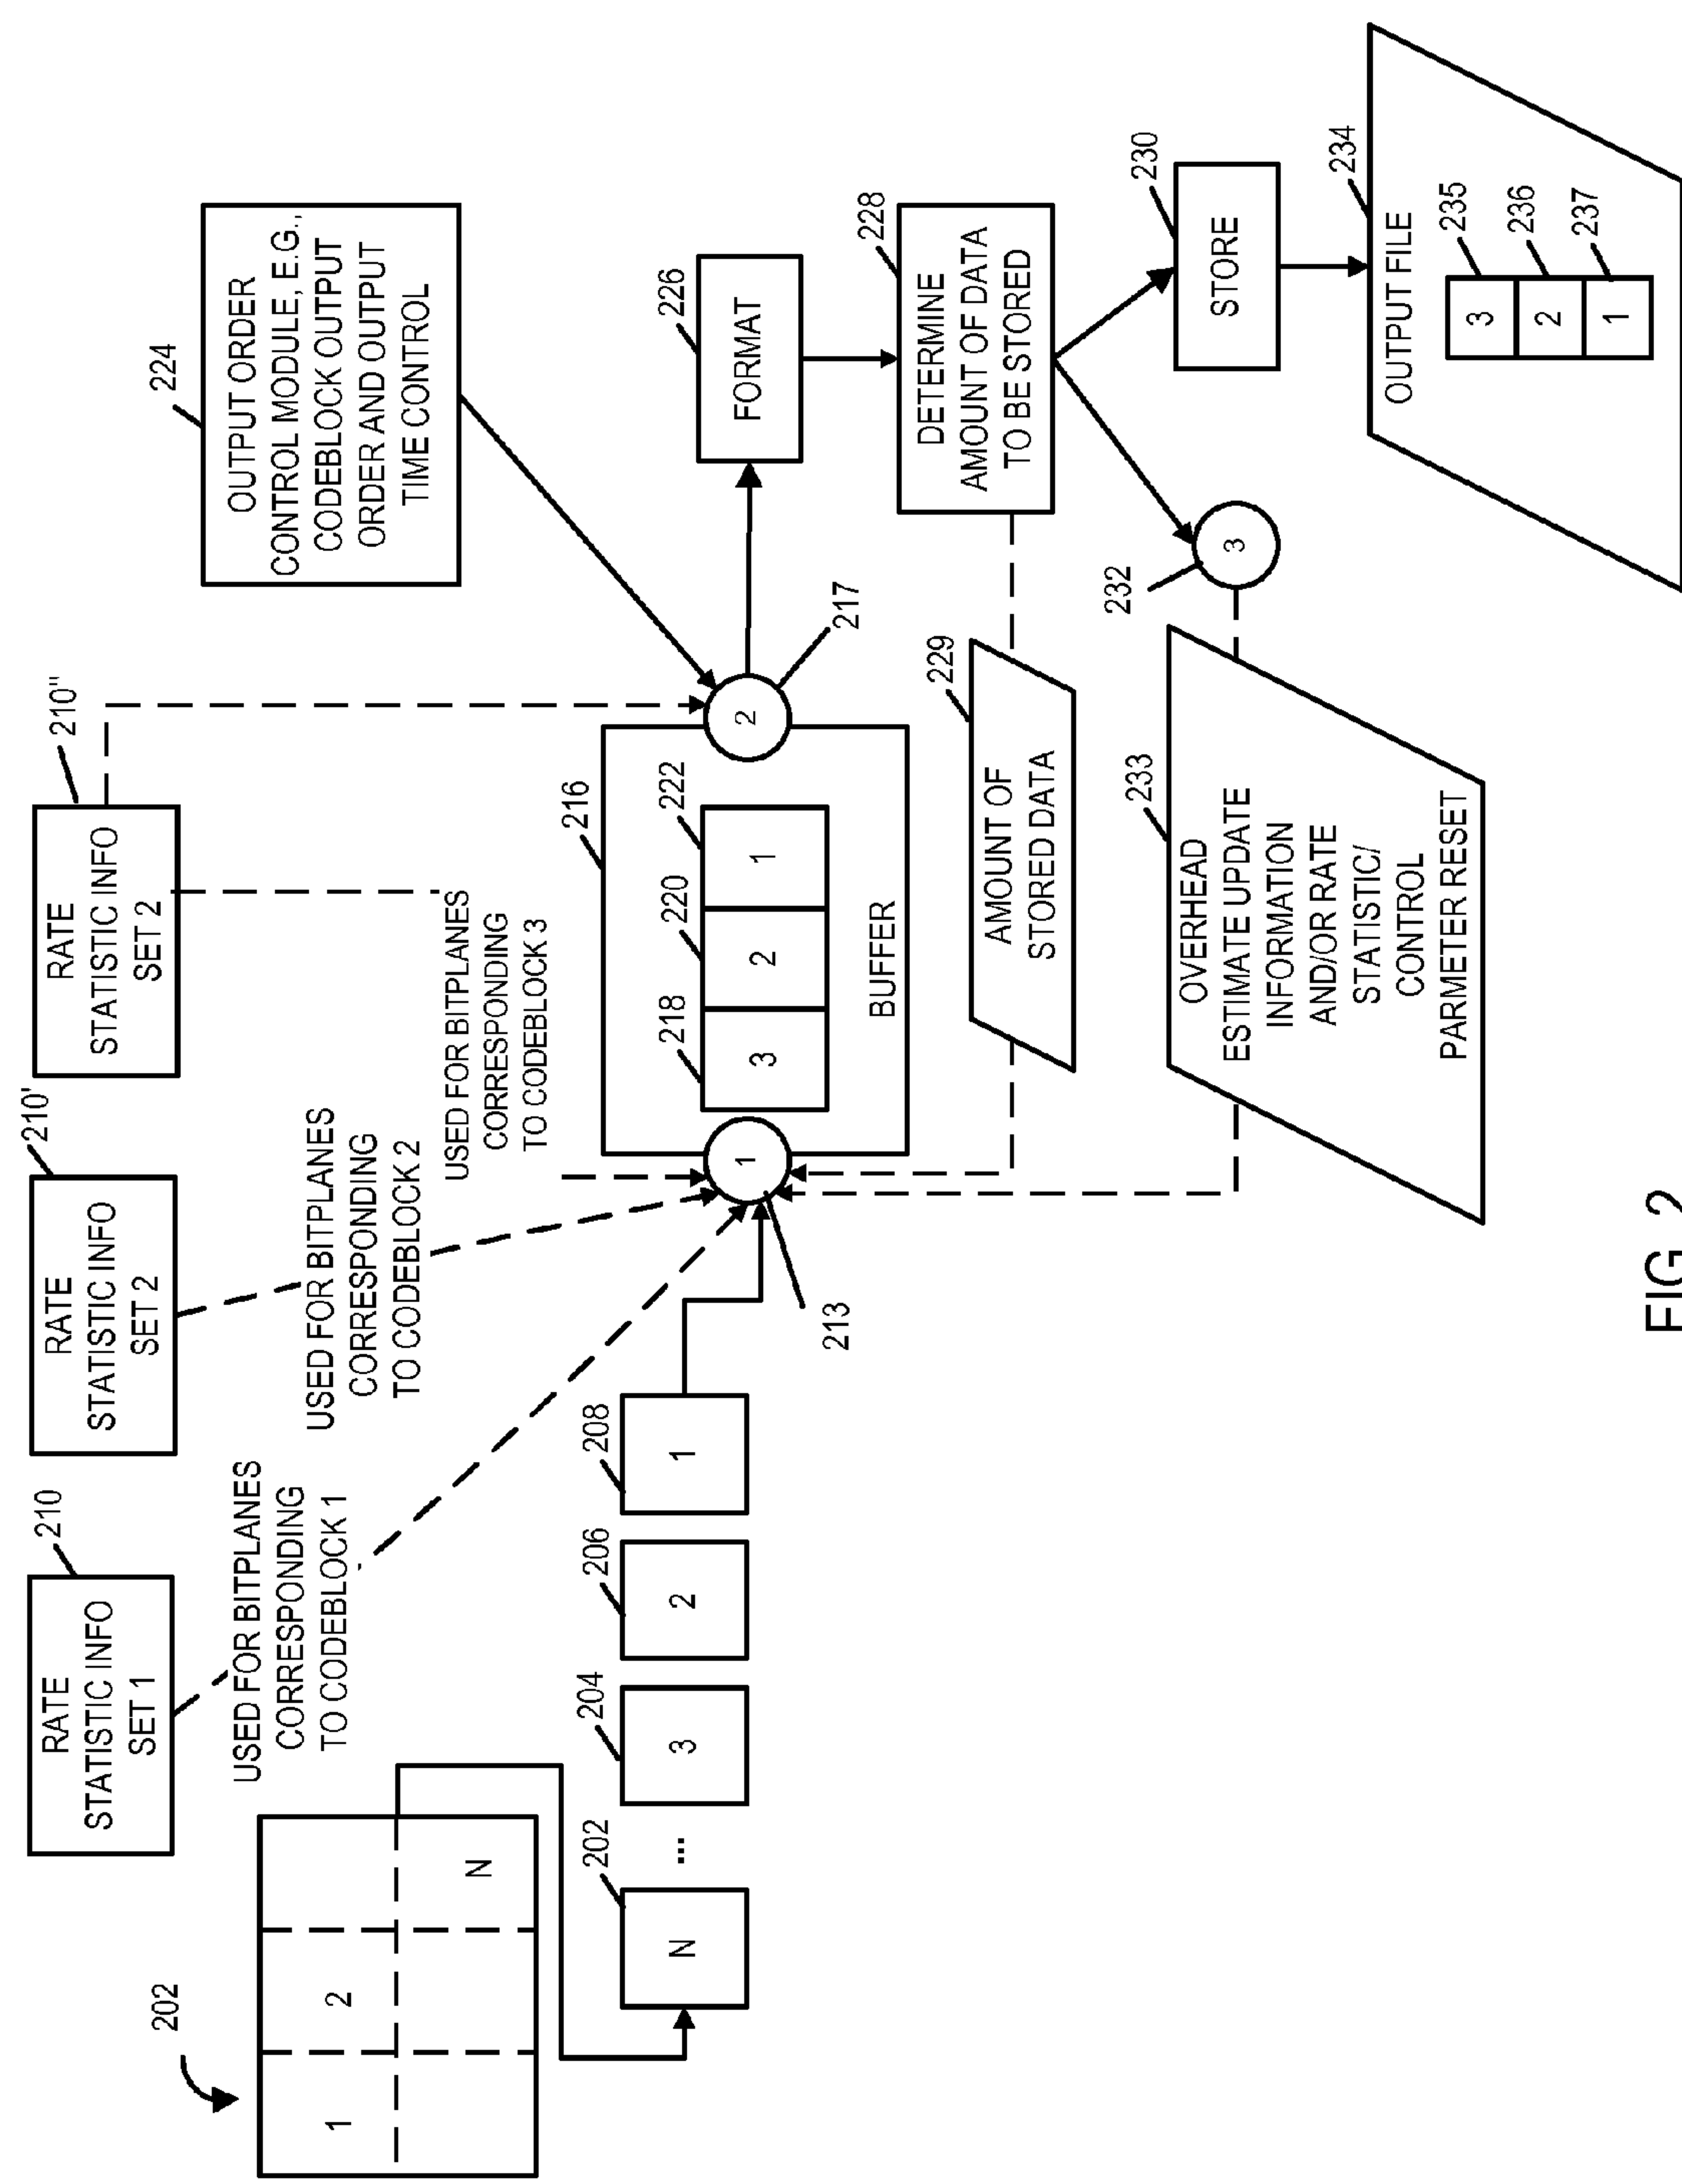 202
1
2
N
RATE
STATISTIC INFO
SET 1
210
USED FOR BITPLANES
CORRESPONDING
TO CODEBLOCK 1
RATE
STATISTIC INFO
SET 2
210'
USED FOR BITPLANES
CORRESPONDING
TO CODEBLOCK 2
RATE
STATISTIC INFO
SET 2
210"
USED FOR BITPLANES
CORRESPONDING
TO CODEBLOCK 3
202
N
...
204
3
206
2
208
1
213
1
216
218
3
220
2
222
1
BUFFER
2
217
224
OUTPUT ORDER
CONTROL MODULE, E.G.,
CODEBLOCK OUTPUT
ORDER AND OUTPUT
TIME CONTROL
226
FORMAT
228
DETERMINE
AMOUNT OF DATA
TO BE STORED
229
AMOUNT OF
STORED DATA
230
STORE
232
3
233
OVERHEAD
ESTIMATE UPDATE
INFORMATION
AND/OR RATE
STATISTIC/
CONTROL
PARMETER RESET
234
OUTPUT FILE
3
235
2
236
1
237
FIG. 2